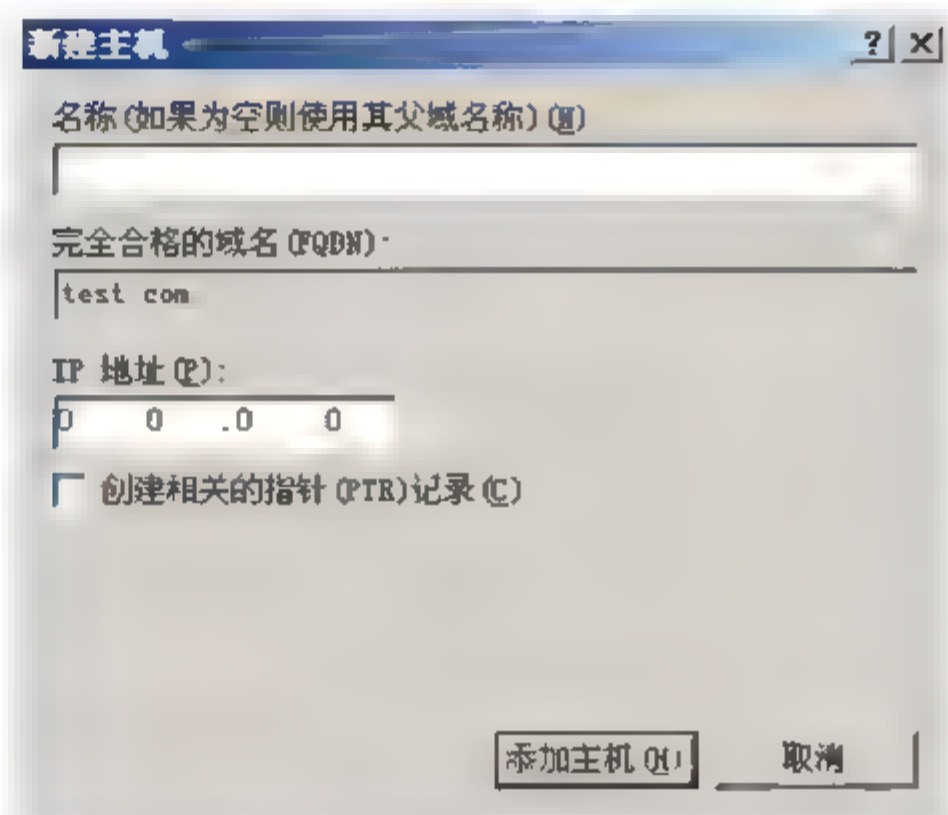 新建主机
名称(如果为空则使用其父域名称)(N)
完全合格的域名(FQDN):
test com
IP 地址(P):
0 0 .0 0
创建相关的指针(PTR)记录(C)
添加主机(H) 取消